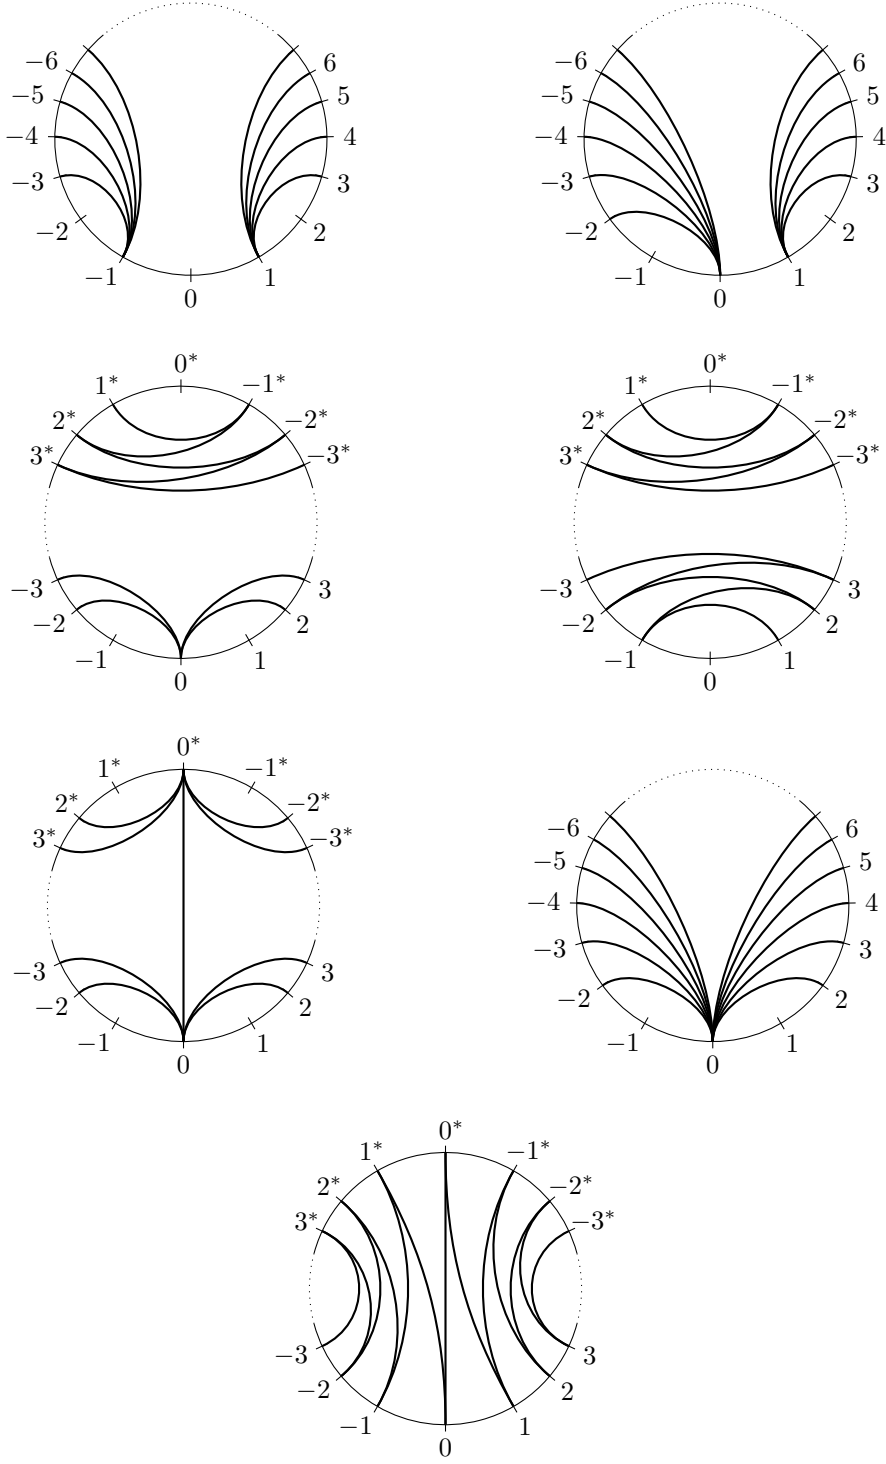 −6 6 −6 6
−5 5 −5 5
−4 4 −4 4
−3 3 −3 3
−2 2 −2 2
−1 1 −1 1
0 0
0* 0*
1* −1* 1* −1*
2* −2* 2* −2*
3* −3* 3* −3*
−3 3 −3 3
−2 2 −2 2
−1 1 −1 1
0 0
0*
1* −1*
2* −2* −6 6
3* −3* −5 5
−4 4
−3 3 −3 3
−2 2 −2 2
−1 1 −1 1
0 0
0*
1* −1*
2* −2*
3* −3*
−3 3
−2 2
−1 1
0